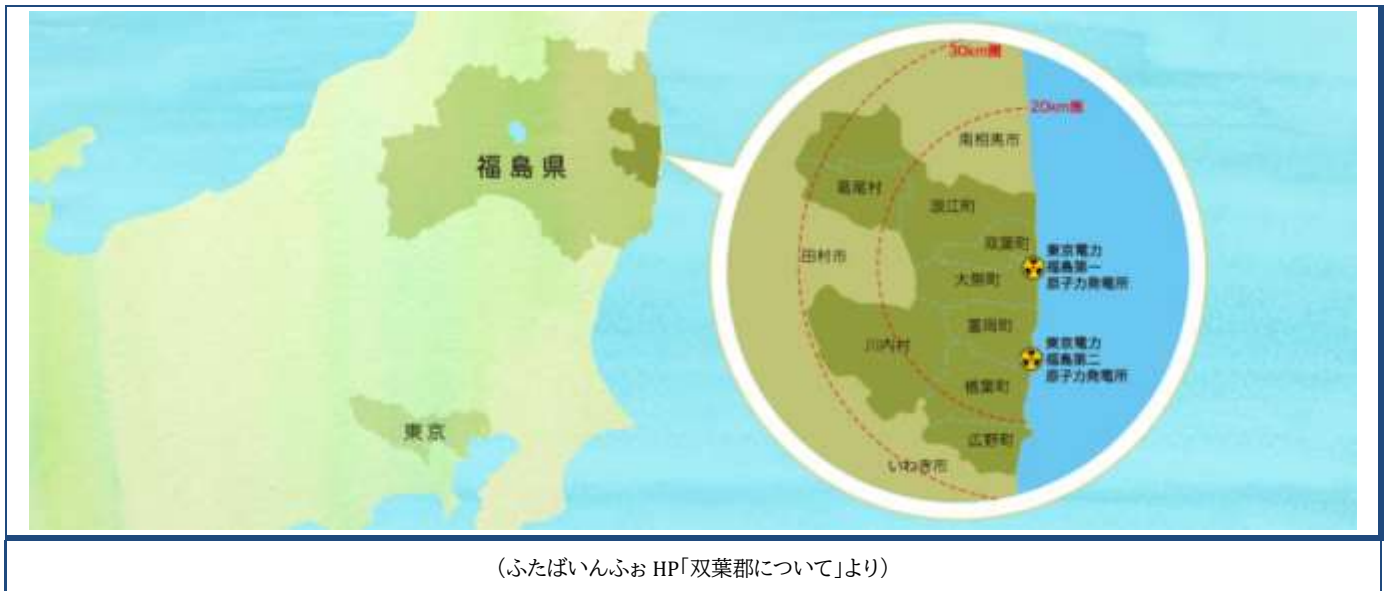 福島県
東京
30km圏
20km圏
南相馬市
葛尾村
浪江町
双葉町
田村市
大熊町
東京電力
福島第一
原子力発電所
富岡町
川内村
東京電力
福島第二
原子力発電所
楢葉町
広野町
いわき市
（ふたばいんふぉ HP「双葉郡について」より）